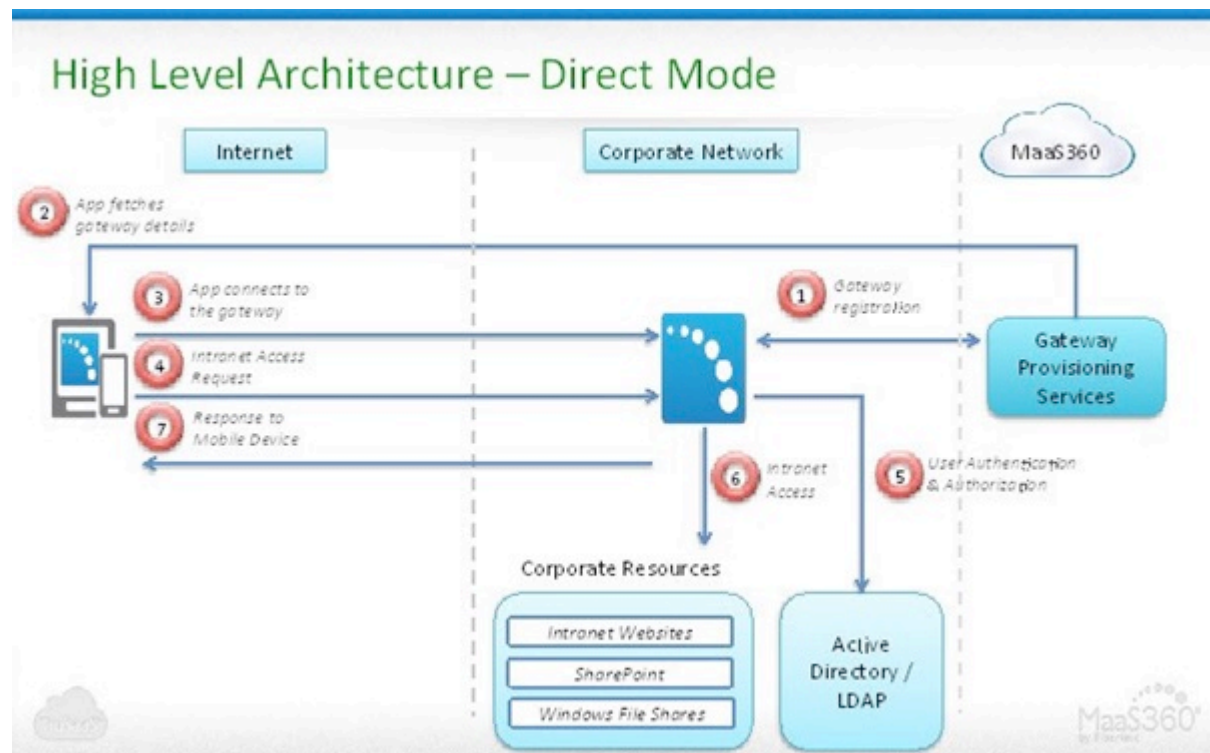 High Level Architecture – Direct Mode
Internet
Corporate Network
MaaS360
2
App fetches
gateway details
3
App connects to
the gateway
1
Gateway
registration
4
Intranet Access
Request
Gateway
Provisioning
Services
7
Response to
Mobile Device
6
Intranet
Access
5
User Authentication
& Authorization
Corporate Resources
Intranet Websites
SharePoint
Windows File Shares
Active
Directory /
LDAP
MaaS360